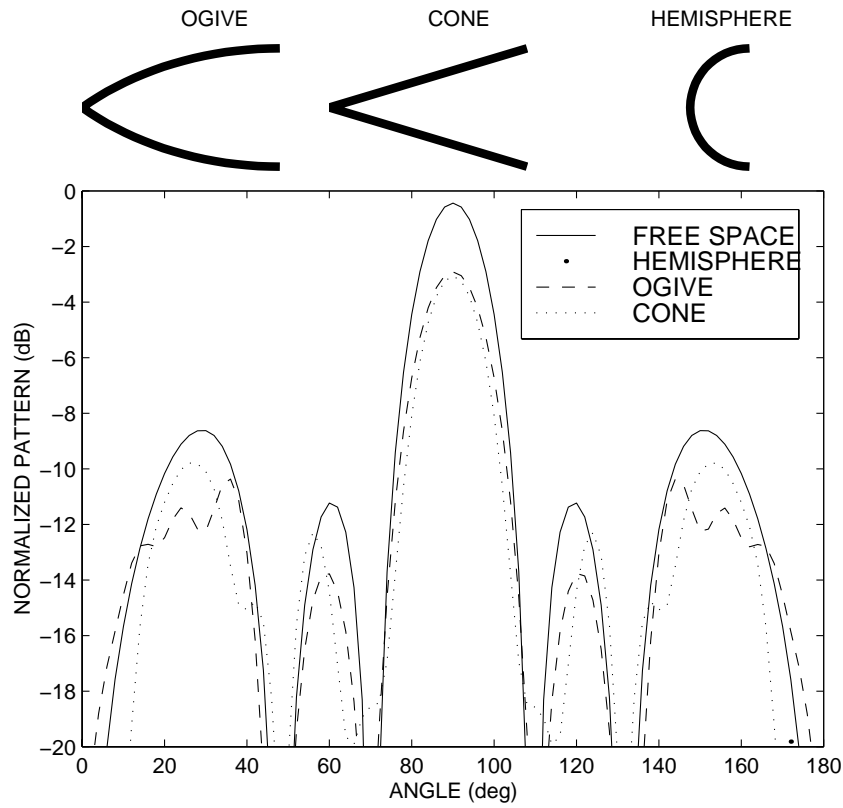 OGIVE CONE HEMISPHERE
0
−2
−4
−6
−8
−10
−12
−14
−16
−18
−20
NORMALIZED PATTERN (dB)
FREE SPACE
HEMISPHERE
OGIVE
CONE
0 20 40 60 80 100 120 140 160 180
ANGLE (deg)